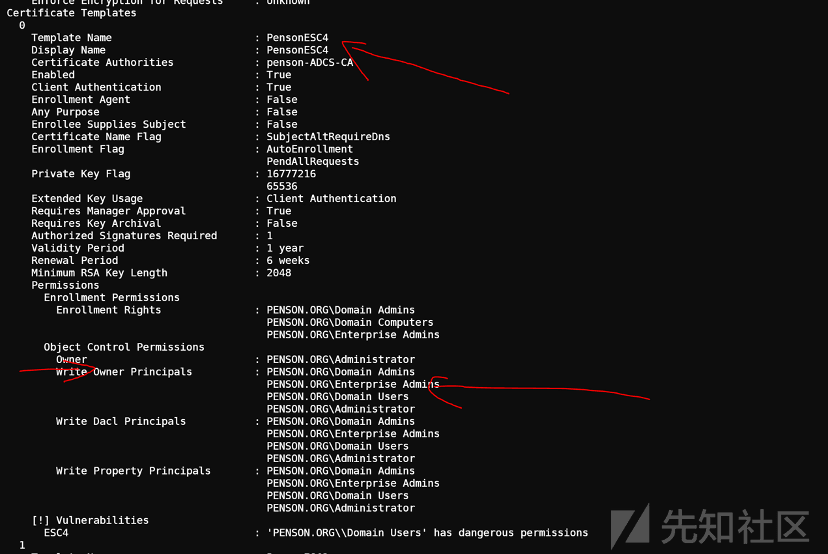 Enforce Encryption for Requests : Unknown
Certificate Templates
0
Template Name : PensonESC4
Display Name : PensonESC4
Certificate Authorities : penson-ADCS-CA
Enabled : True
Client Authentication : True
Enrollment Agent : False
Any Purpose : False
Enrollee Supplies Subject : False
Certificate Name Flag : SubjectAltRequireDns
Enrollment Flag : AutoEnrollment
PendAllRequests
Private Key Flag : 16777216
65536
Extended Key Usage : Client Authentication
Requires Manager Approval : True
Requires Key Archival : False
Authorized Signatures Required : 1
Validity Period : 1 year
Renewal Period : 6 weeks
Minimum RSA Key Length : 2048
Permissions
Enrollment Permissions
Enrollment Rights : PENSON.ORG\Domain Admins
PENSON.ORG\Domain Computers
PENSON.ORG\Enterprise Admins
Object Control Permissions
Owner : PENSON.ORG\Administrator
Write Owner Principals : PENSON.ORG\Domain Admins
PENSON.ORG\Enterprise Admins
PENSON.ORG\Domain Users
PENSON.ORG\Administrator
Write Dacl Principals : PENSON.ORG\Domain Admins
PENSON.ORG\Enterprise Admins
PENSON.ORG\Domain Users
PENSON.ORG\Administrator
Write Property Principals : PENSON.ORG\Domain Admins
PENSON.ORG\Enterprise Admins
PENSON.ORG\Domain Users
PENSON.ORG\Administrator
[!] Vulnerabilities
ESC4 : 'PENSON.ORG\\Domain Users' has dangerous permissions
1
先知社区